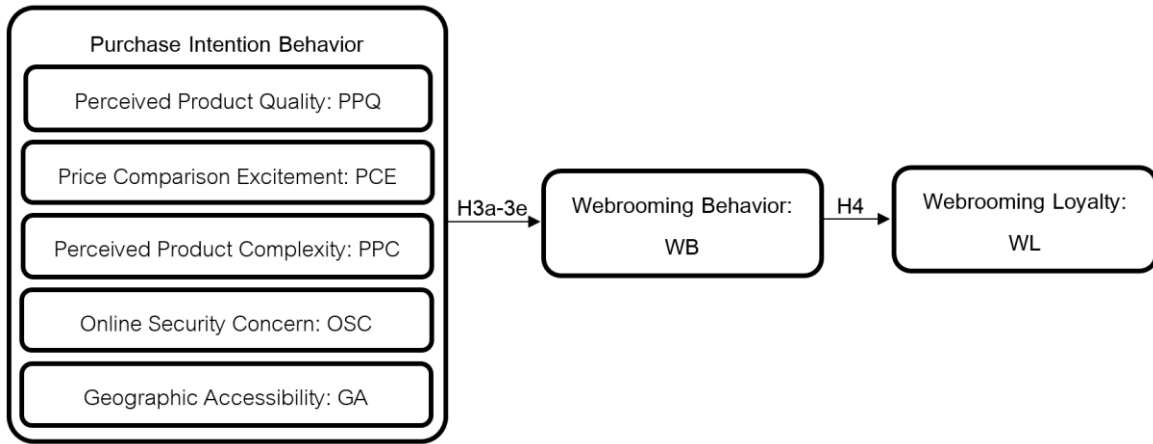 Purchase Intention Behavior
Perceived Product Quality: PPQ
Price Comparison Excitement: PCE
Perceived Product Complexity: PPC
Online Security Concern: OSC
Geographic Accessibility: GA
H3a-3e
Webrooming Behavior:
WB
H4
Webrooming Loyalty:
WL